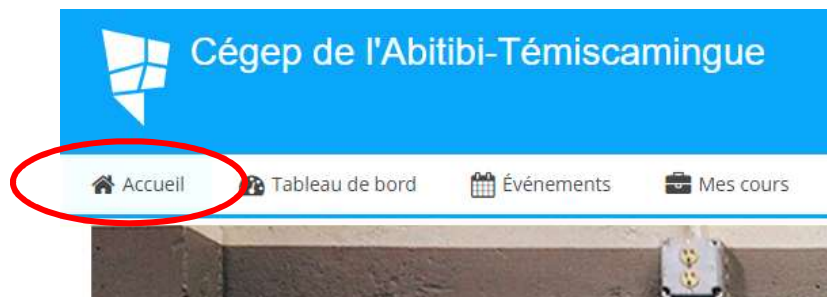 Cégep de l'Abitibi-Témiscamingue
Accueil Tableau de bord Événements Mes cours